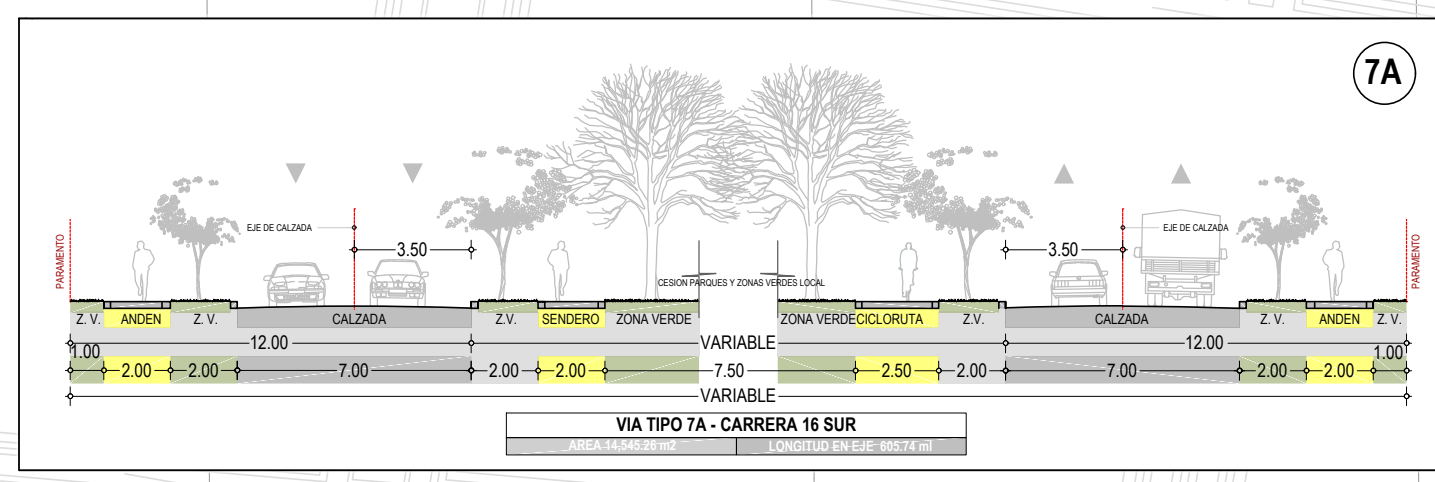 7A
EJE DE CALZADA
EJE DE CALZADA
3.50
3.50
PARAMENTO
PARAMENTO
CESION PARQUES Y ZONAS VERDES LOCAL
Z. V. ANDEN Z. V. CALZADA Z.V. SENDERO ZONA VERDE ZONA VERDE CICLORUTA Z.V. CALZADA Z. V. ANDEN Z. V.
12.00 VARIABLE 12.00
1.00 2.00 2.00 7.00 2.00 2.00 7.50 2.50 2.00 7.00 2.00 2.00 1.00
VARIABLE
VIA TIPO 7A - CARRERA 16 SUR
AREA 14,545.26 m2 LONGITUD EN EJE 605.74 ml